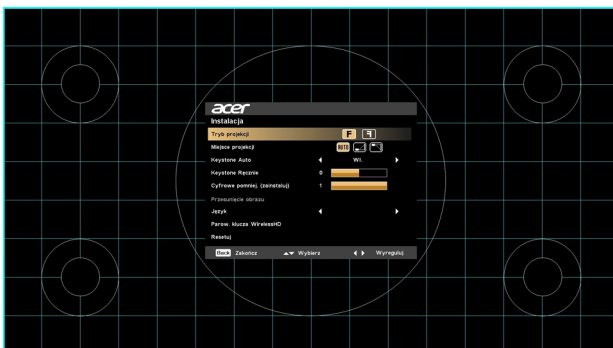 acer
Instalacja
Tryb projekcji F F
Miejsce projekcji AUTO
Keystone Auto Wł.
Keystone Ręcznie 0
Cyfrowe pomniej. (zainstaluj) 1
Przesunięcie obrazu
Język
Parow. klucza WirelessHD
Resetuj
Back Zakończ Wybierz Wyreguluj